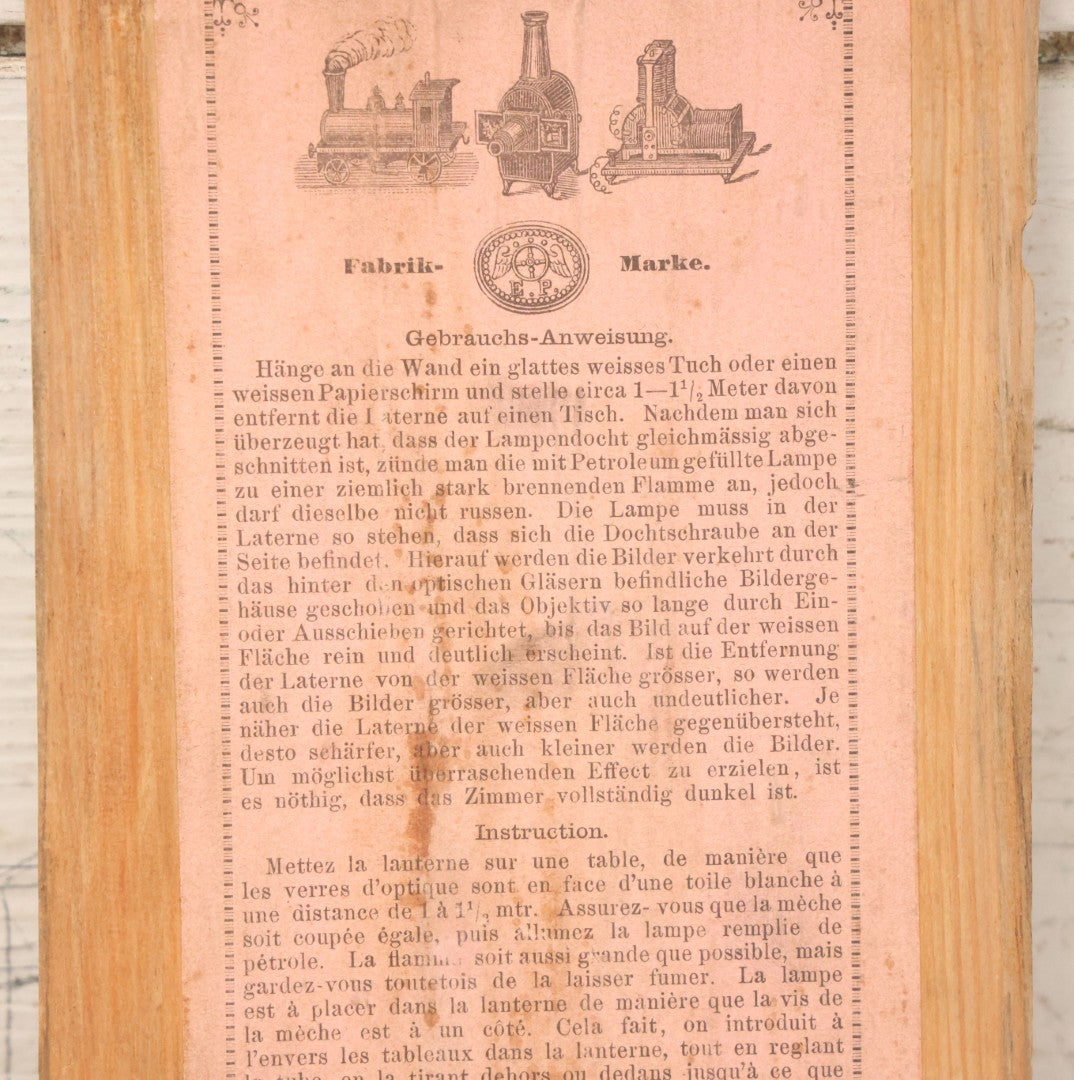 Fabrik- Marke.
E. P.
Gebrauchs-Anweisung.
Hänge an die Wand ein glattes weisses Tuch oder einen
weissen Papierschirm und stelle circa 1—1¹/₂ Meter davon
entfernt die Laterne auf einen Tisch. Nachdem man sich
überzeugt hat, dass der Lampendocht gleichmässig abge-
schnitten ist, zünde man die mit Petroleum gefüllte Lampe
zu einer ziemlich stark brennenden Flamme an, jedoch
darf dieselbe nicht russen. Die Lampe muss in der
Laterne so stehen, dass sich die Dochtschraube an der
Seite befindet. Hierauf werden die Bilder verkehrt durch
das hinter den optischen Gläsern befindliche Bilderge-
häuse geschoben und das Objektiv so lange durch Ein-
oder Ausschieben gerichtet, bis das Bild auf der weissen
Fläche rein und deutlich erscheint. Ist die Entfernung
der Laterne von der weissen Fläche grösser, so werden
auch die Bilder grösser, aber auch undeutlicher. Je
näher die Laterne der weissen Fläche gegenübersteht,
desto schärfer, aber auch kleiner werden die Bilder.
Um möglichst überraschenden Effect zu erzielen, ist
es nöthig, dass das Zimmer vollständig dunkel ist.
Instruction.
Mettez la lanterne sur une table, de manière que
les verres d'optique sont en face d'une toile blanche à
une distance de 1 à 1¹/₂ mtr. Assurez-vous que la mèche
soit coupée égale, puis allumez la lampe remplie de
pétrole. La flamme soit aussi grande que possible, mais
gardez-vous toutetois de la laisser fumer. La lampe
est à placer dans la lanterne de manière que la vis de
la mèche est à un côté. Cela fait, on introduit à
l'envers les tableaux dans la lanterne, tout en reglant
le tube, en la tirant dehors ou dedans jusqu'à ce que